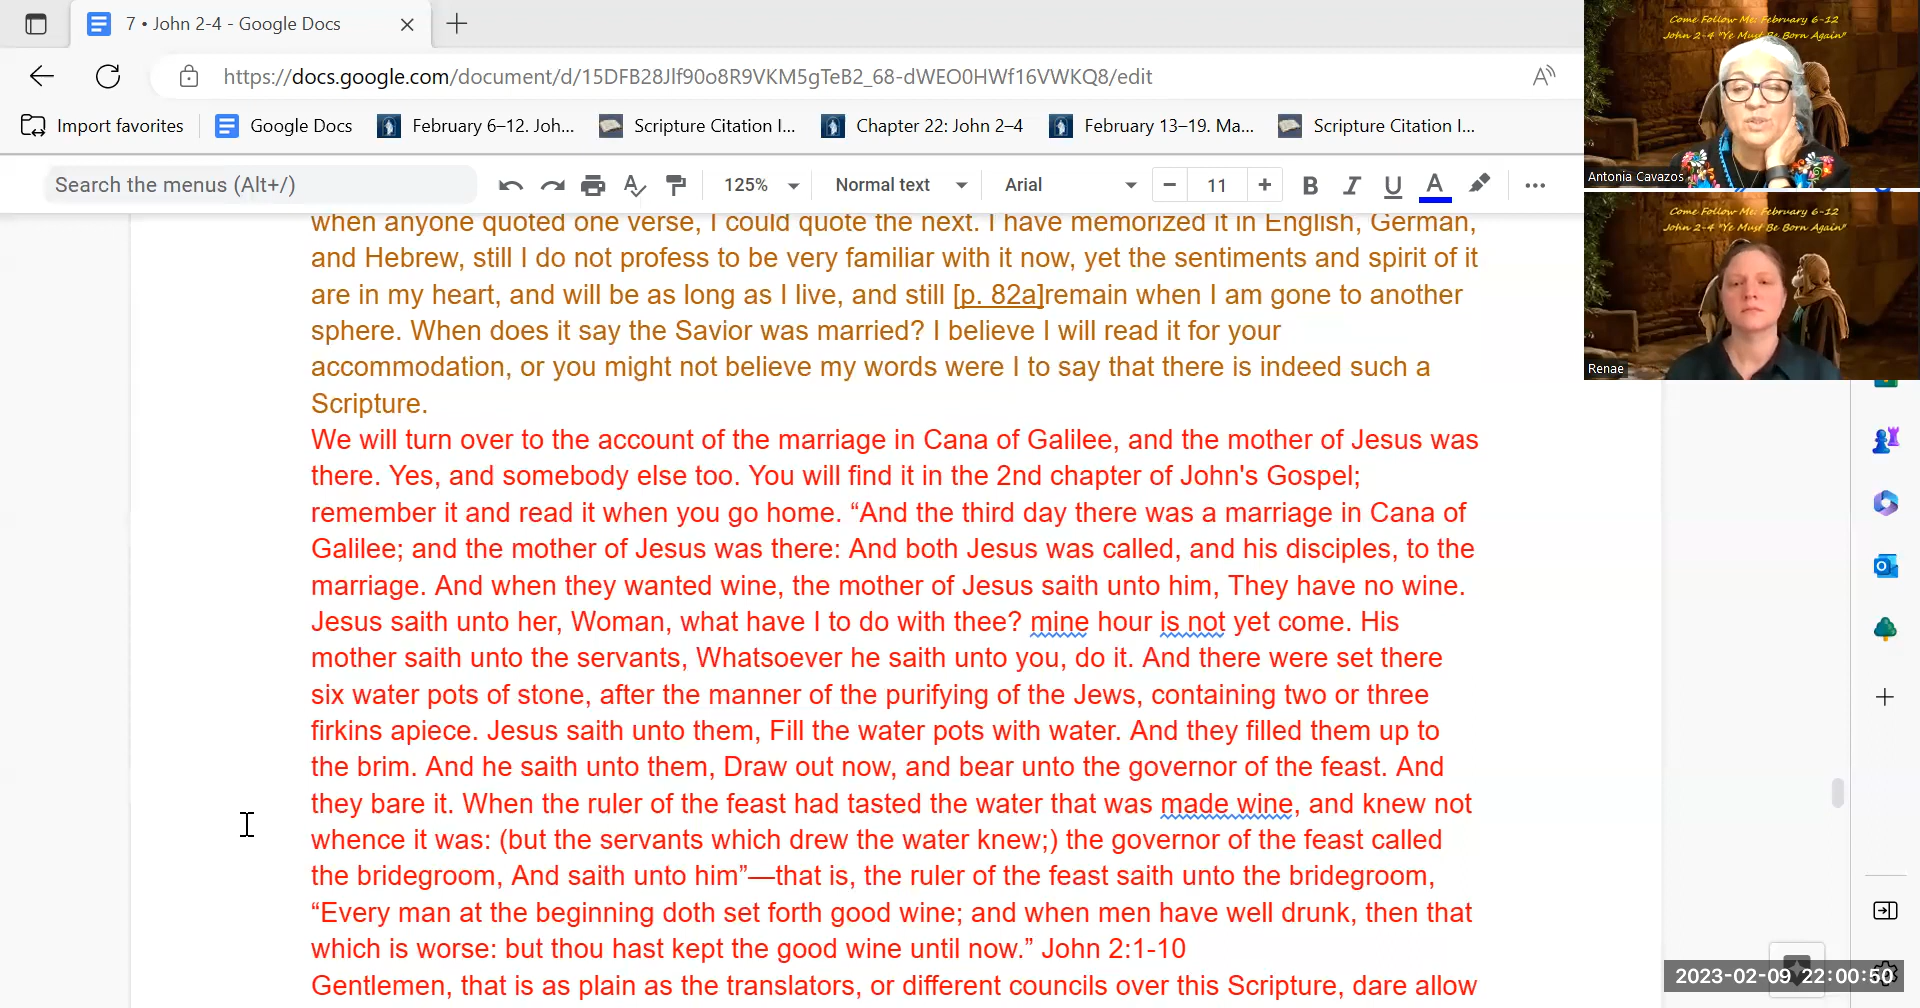 7 • John 2-4 - Google Docs
https://docs.google.com/document/d/15DFB28Jlf90o8R9VKM5gTeB2_68-dWEO0HWf16VWKQ8/edit
Import favorites
Google Docs
February 6–12. Joh...
Scripture Citation I...
Chapter 22: John 2–4
February 13–19. Ma...
Scripture Citation I...
Search the menus (Alt+/)
125%
Normal text
Arial
11
when anyone quoted one verse, I could quote the next. I have memorized it in English, German,
and Hebrew, still I do not profess to be very familiar with it now, yet the sentiments and spirit of it
are in my heart, and will be as long as I live, and still [p. 82a]remain when I am gone to another
sphere. When does it say the Savior was married? I believe I will read it for your
accommodation, or you might not believe my words were I to say that there is indeed such a
Scripture.
We will turn over to the account of the marriage in Cana of Galilee, and the mother of Jesus was
there. Yes, and somebody else too. You will find it in the 2nd chapter of John's Gospel;
remember it and read it when you go home. “And the third day there was a marriage in Cana of
Galilee; and the mother of Jesus was there: And both Jesus was called, and his disciples, to the
marriage. And when they wanted wine, the mother of Jesus saith unto him, They have no wine.
Jesus saith unto her, Woman, what have I to do with thee? mine hour is not yet come. His
mother saith unto the servants, Whatsoever he saith unto you, do it. And there were set there
six water pots of stone, after the manner of the purifying of the Jews, containing two or three
firkins apiece. Jesus saith unto them, Fill the water pots with water. And they filled them up to
the brim. And he saith unto them, Draw out now, and bear unto the governor of the feast. And
they bare it. When the ruler of the feast had tasted the water that was made wine, and knew not
whence it was: (but the servants which drew the water knew;) the governor of the feast called
the bridegroom, And saith unto him”—that is, the ruler of the feast saith unto the bridegroom,
“Every man at the beginning doth set forth good wine; and when men have well drunk, then that
which is worse: but thou hast kept the good wine until now.” John 2:1-10
Gentlemen, that is as plain as the translators, or different councils over this Scripture, dare allow
Come Follow Me: February 6-12
John 2-4 "Ye Must Be Born Again"
Antonia Cavazos
Come Follow Me: February 6-12
John 2-4 "Ye Must Be Born Again"
Renae
2023-02-09 22:00:50